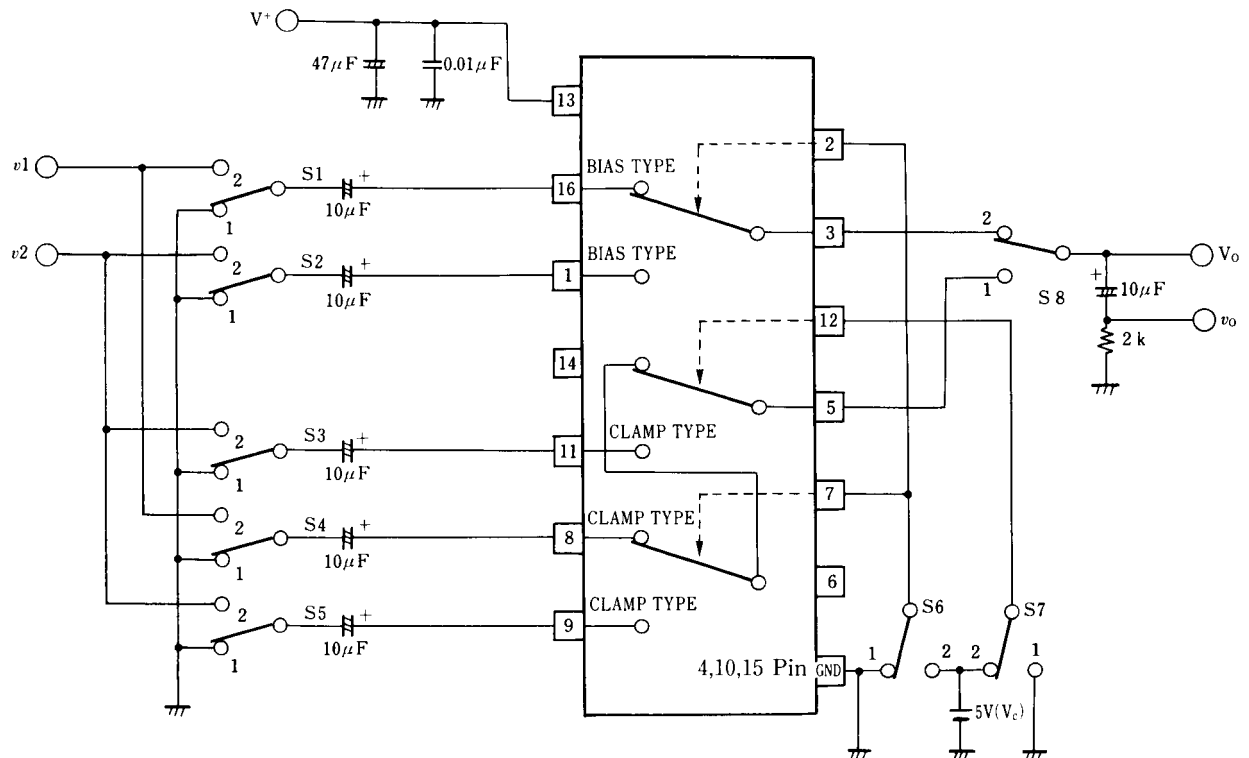 V+
47μF
0.01μF
13
2
v1
2
S1
+
BIAS TYPE
16
1
10μF
3
2
Vo
v2
2
S2
+
BIAS TYPE
1
1
10μF
1
S 8
+
10μF
12
vo
2 k
14
5
2
S3
+
CLAMP TYPE
11
1
10μF
7
2
S4
+
CLAMP TYPE
8
1
10μF
6
2
S5
+
CLAMP TYPE
9
1
10μF
S6
S7
4,10,15 Pin
GND
1
2
2
1
5V(Vc)